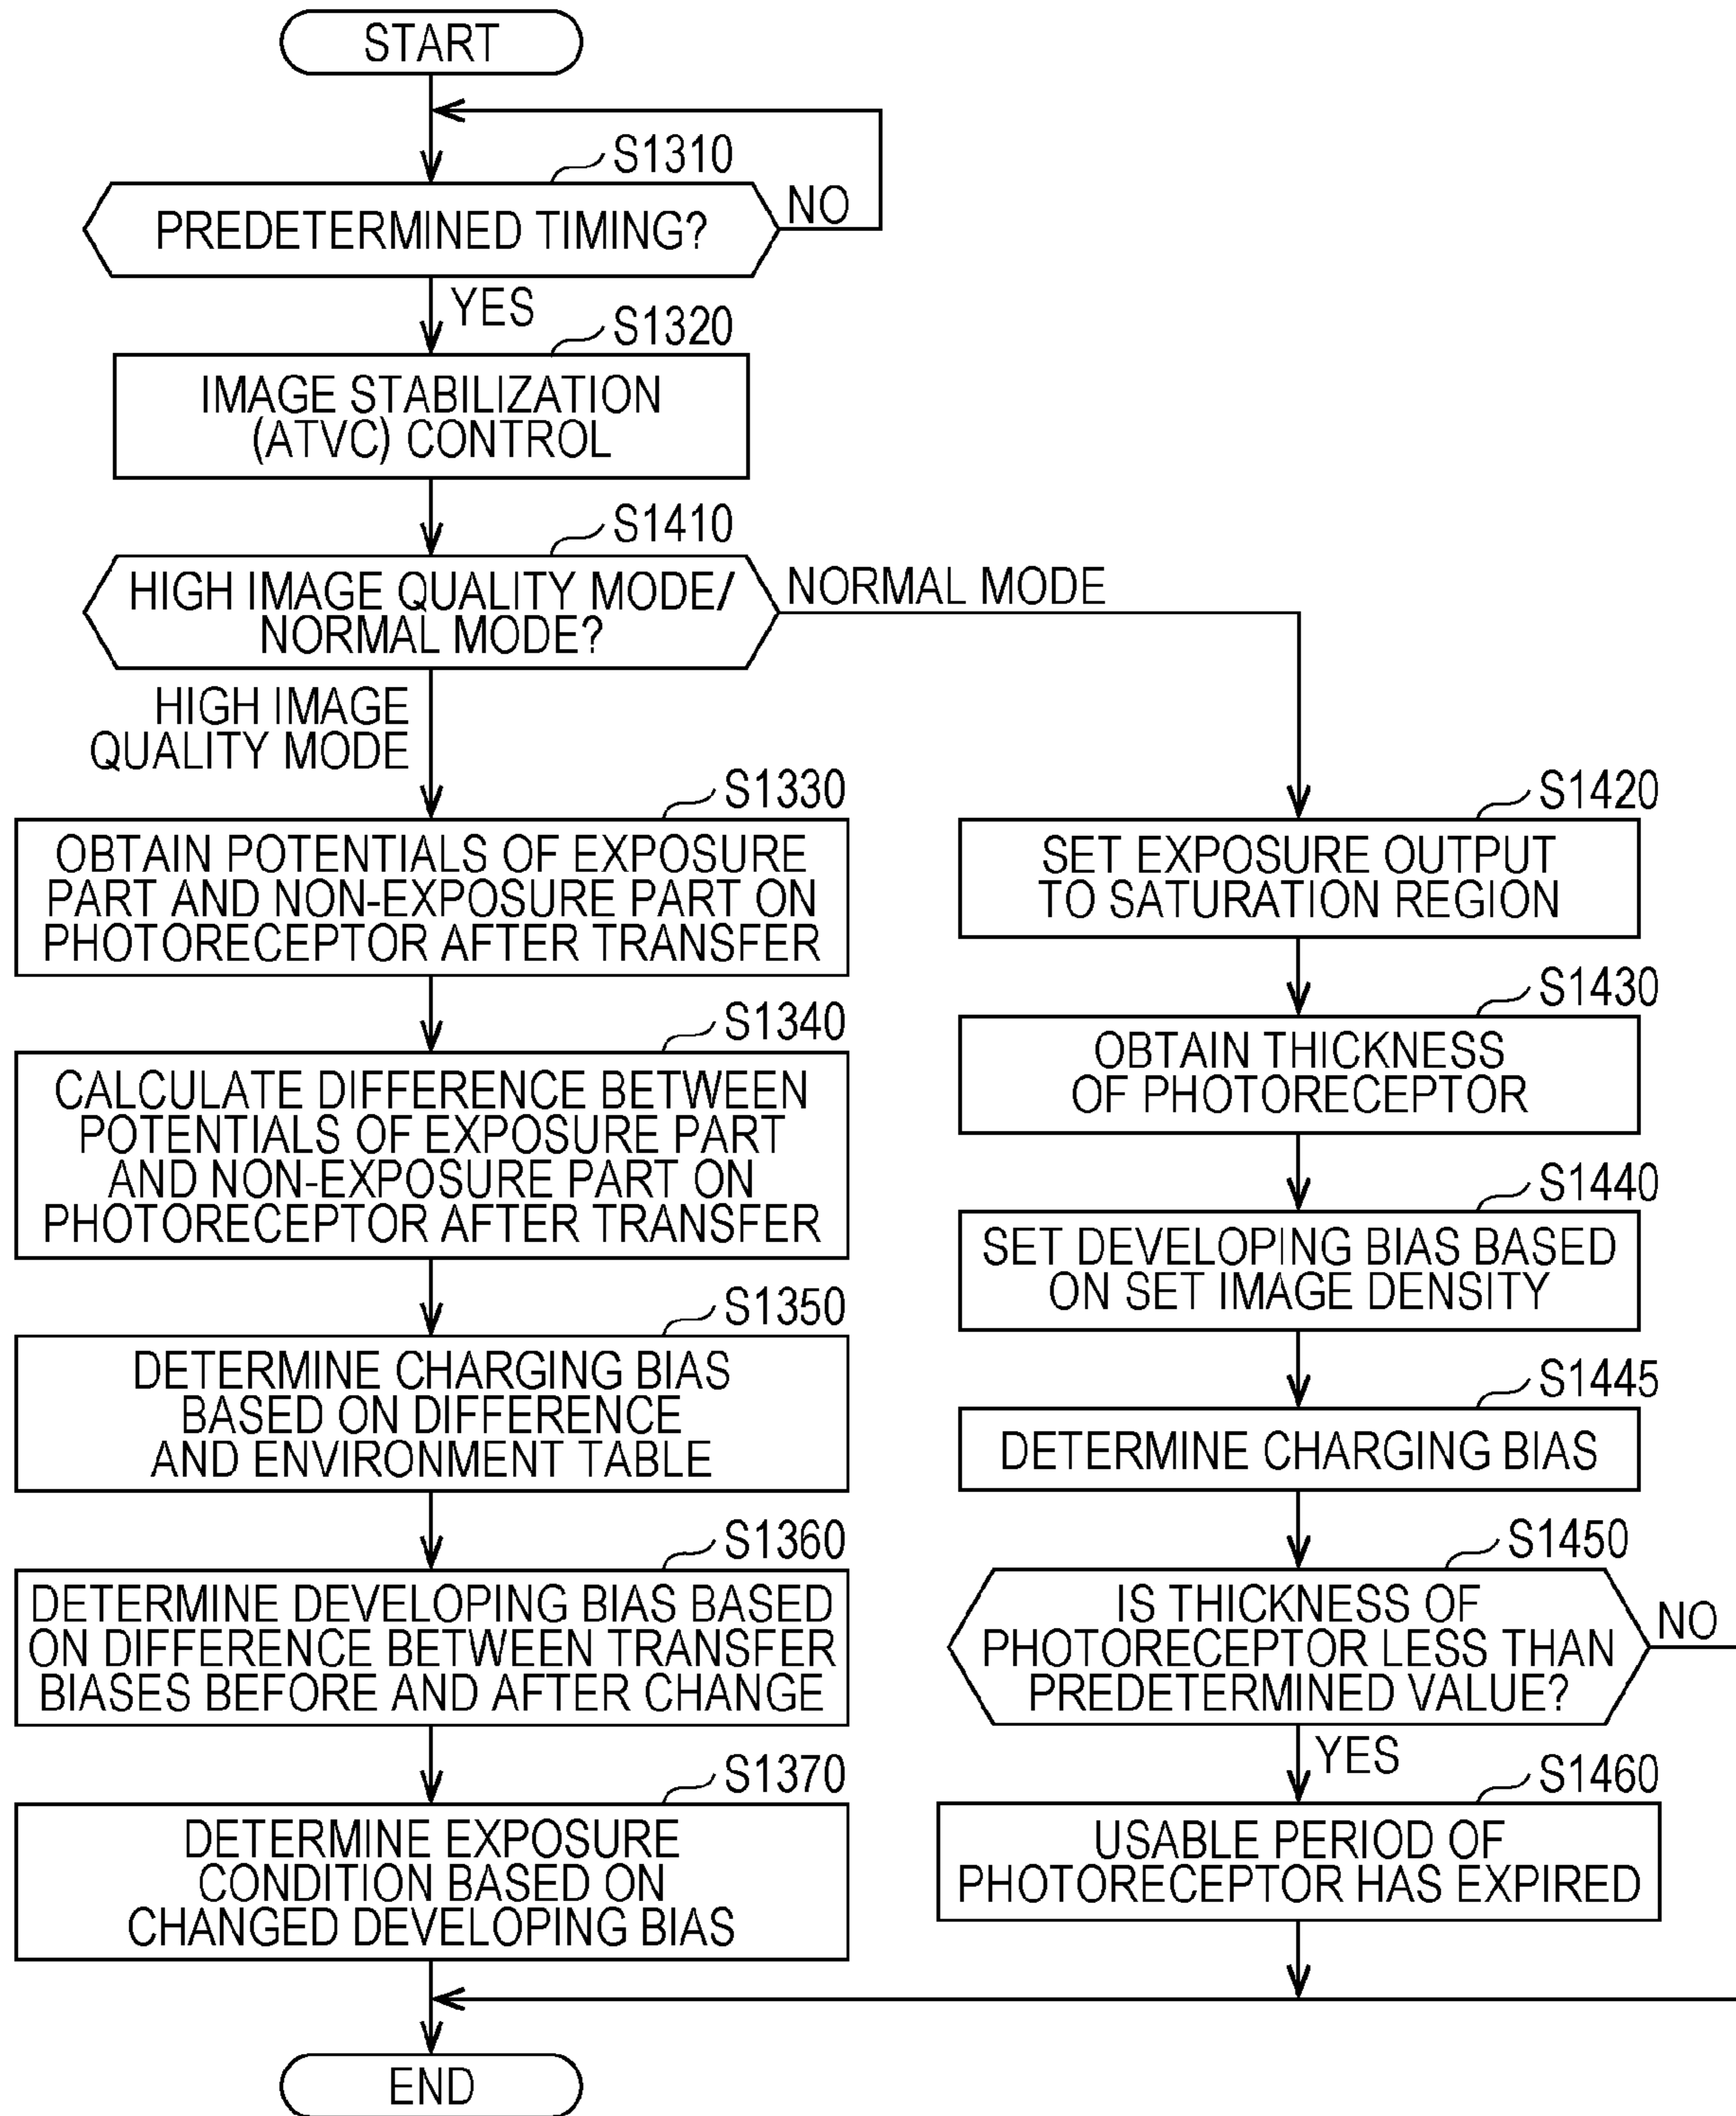 START
S1310
PREDETERMINED TIMING?
NO
YES
S1320
IMAGE STABILIZATION
(ATVC) CONTROL
S1410
HIGH IMAGE QUALITY MODE/
NORMAL MODE?
NORMAL MODE
HIGH IMAGE
QUALITY MODE
S1330
OBTAIN POTENTIALS OF EXPOSURE
PART AND NON-EXPOSURE PART ON
PHOTORECEPTOR AFTER TRANSFER
S1340
CALCULATE DIFFERENCE BETWEEN
POTENTIALS OF EXPOSURE PART
AND NON-EXPOSURE PART ON
PHOTORECEPTOR AFTER TRANSFER
S1350
DETERMINE CHARGING BIAS
BASED ON DIFFERENCE
AND ENVIRONMENT TABLE
S1360
DETERMINE DEVELOPING BIAS BASED
ON DIFFERENCE BETWEEN TRANSFER
BIASES BEFORE AND AFTER CHANGE
S1370
DETERMINE EXPOSURE
CONDITION BASED ON
CHANGED DEVELOPING BIAS
S1420
SET EXPOSURE OUTPUT
TO SATURATION REGION
S1430
OBTAIN THICKNESS
OF PHOTORECEPTOR
S1440
SET DEVELOPING BIAS BASED
ON SET IMAGE DENSITY
S1445
DETERMINE CHARGING BIAS
S1450
IS THICKNESS OF
PHOTORECEPTOR LESS THAN
PREDETERMINED VALUE?
NO
YES
S1460
USABLE PERIOD OF
PHOTORECEPTOR HAS EXPIRED
END